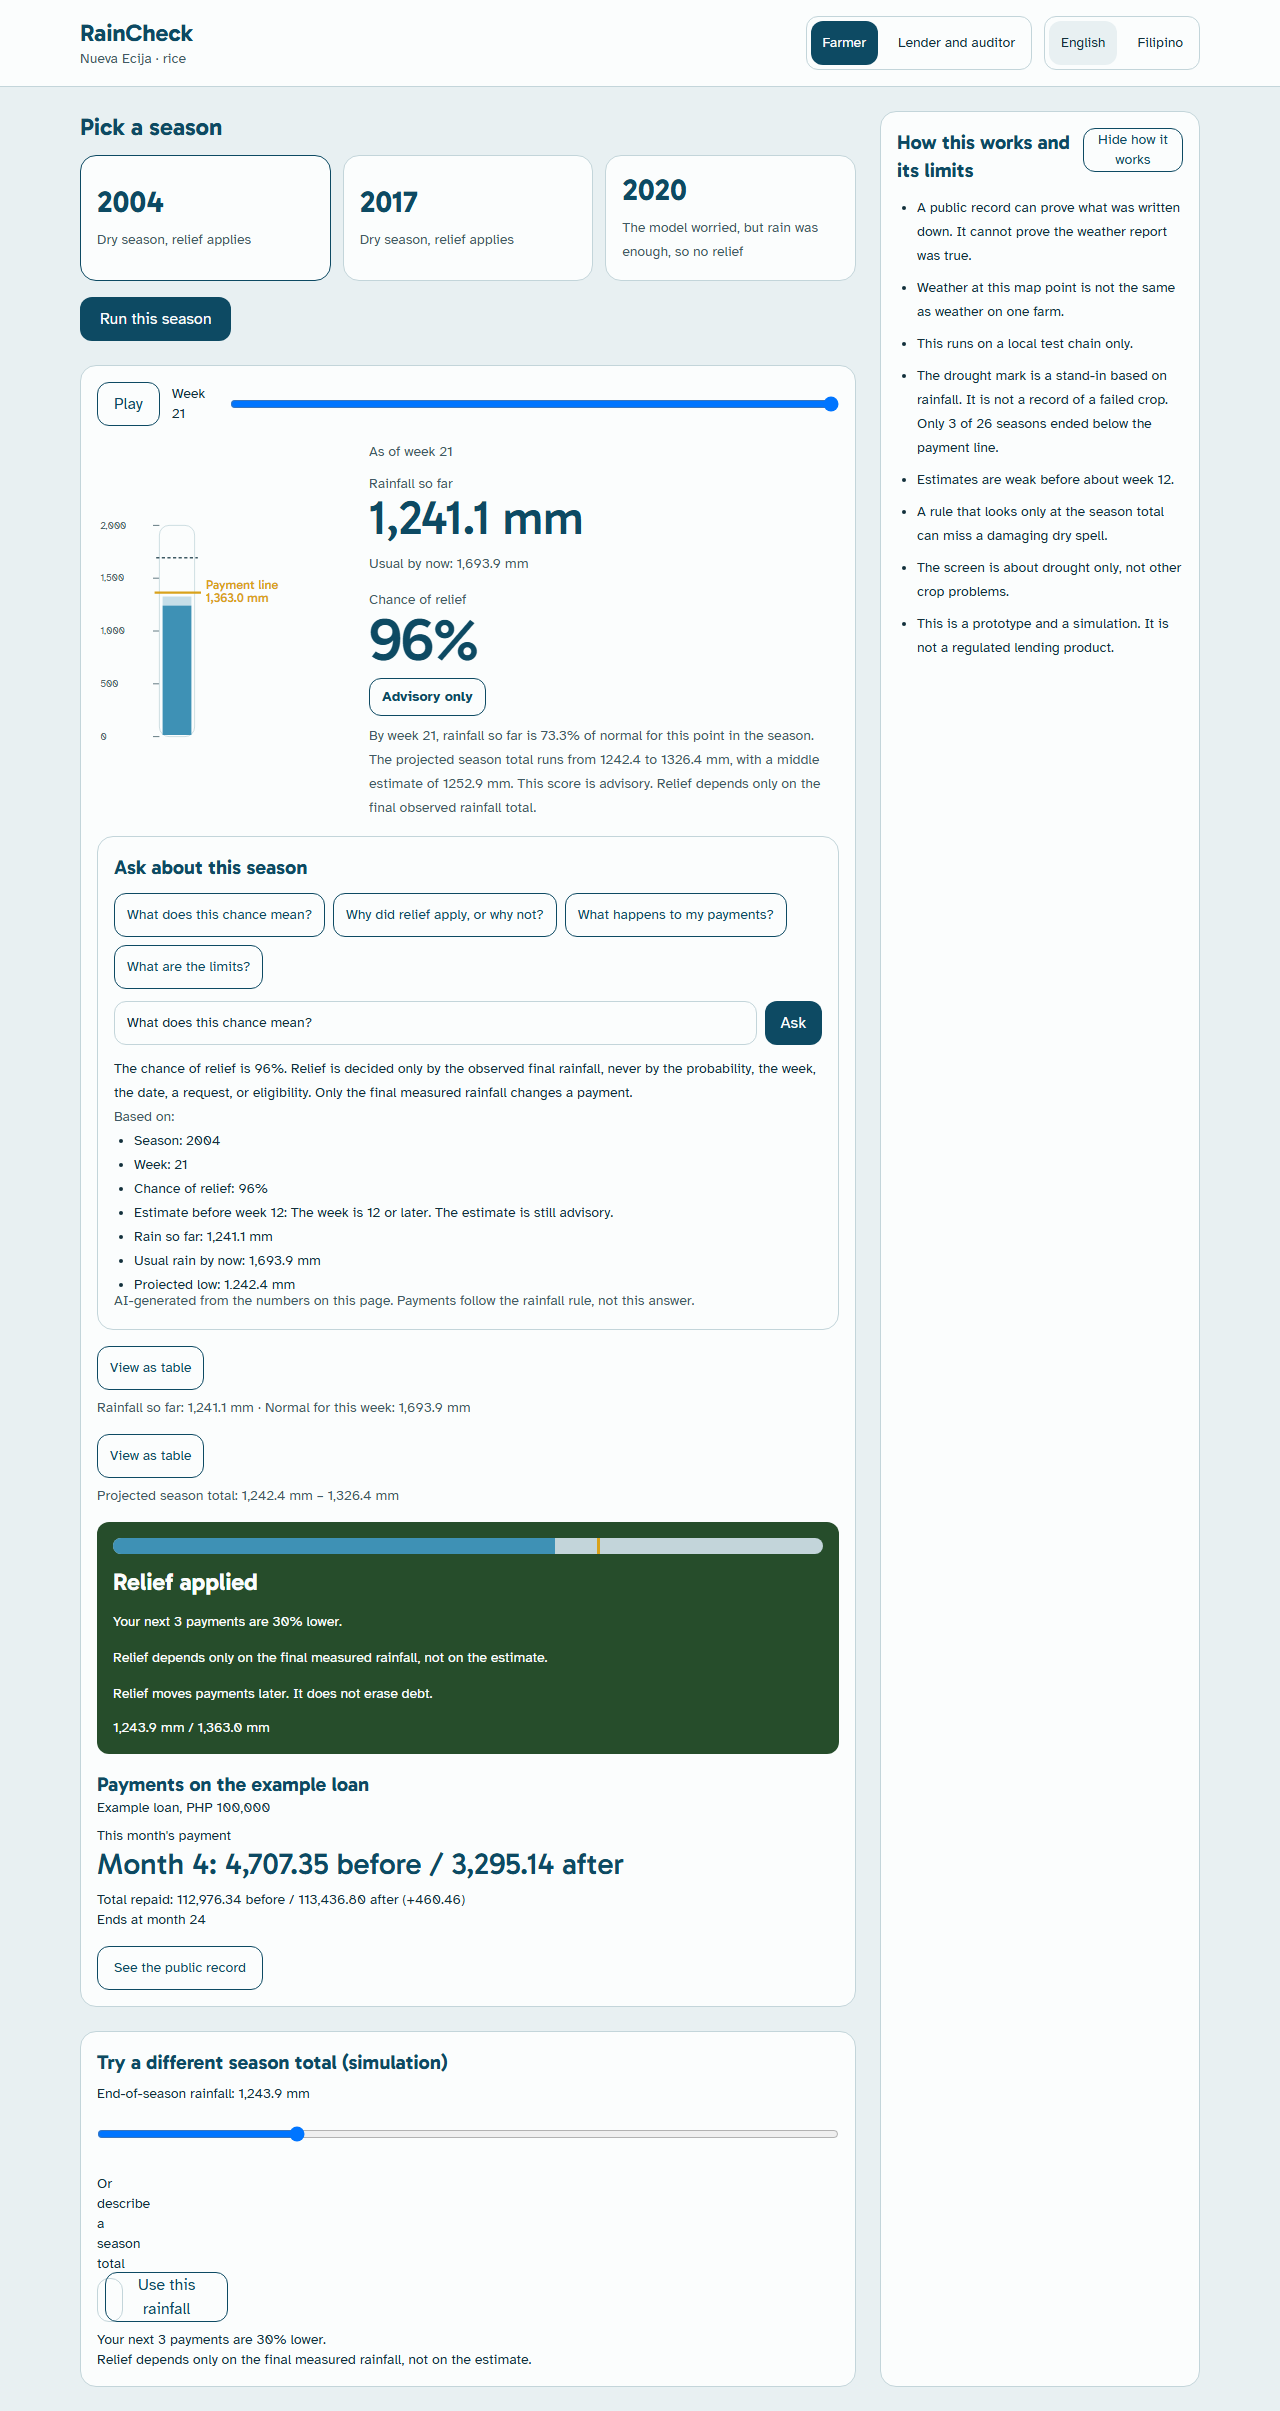 RainCheck
Nueva Ecija · rice
Farmer
Lender and auditor
English
Filipino
Pick a season
2004
Dry season, relief applies
2017
Dry season, relief applies
2020
The model worried, but rain was
enough, so no relief
Run this season
Play
Week
21
As of week 21
Rainfall so far
1,241.1 mm
Usual by now: 1,693.9 mm
Chance of relief
96%
Advisory only
By week 21, rainfall so far is 73.3% of normal for this point in the season.
The projected season total runs from 1242.4 to 1326.4 mm, with a middle
estimate of 1252.9 mm. This score is advisory. Relief depends only on the
final observed rainfall total.
2,000
1,500
1,000
500
0
Payment line
1,363.0 mm
Ask about this season
What does this chance mean?
Why did relief apply, or why not?
What happens to my payments?
What are the limits?
What does this chance mean?
Ask
The chance of relief is 96%. Relief is decided only by the observed final rainfall, never by the probability, the week,
the date, a request, or eligibility. Only the final measured rainfall changes a payment.
Based on:
• Season: 2004
• Week: 21
• Chance of relief: 96%
• Estimate before week 12: The week is 12 or later. The estimate is still advisory.
• Rain so far: 1,241.1 mm
• Usual rain by now: 1,693.9 mm
• Projected low: 1,242.4 mm
AI-generated from the numbers on this page. Payments follow the rainfall rule, not this answer.
View as table
Rainfall so far: 1,241.1 mm · Normal for this week: 1,693.9 mm
View as table
Projected season total: 1,242.4 mm – 1,326.4 mm
Relief applied
Your next 3 payments are 30% lower.
Relief depends only on the final measured rainfall, not on the estimate.
Relief moves payments later. It does not erase debt.
1,243.9 mm / 1,363.0 mm
Payments on the example loan
Example loan, PHP 100,000
This month's payment
Month 4: 4,707.35 before / 3,295.14 after
Total repaid: 112,976.34 before / 113,436.80 after (+460.46)
Ends at month 24
See the public record
Try a different season total (simulation)
End-of-season rainfall: 1,243.9 mm
Or
describe
a
season
total
Use this
rainfall
Your next 3 payments are 30% lower.
Relief depends only on the final measured rainfall, not on the estimate.
How this works and
its limits
Hide how it
works
• A public record can prove what was written
down. It cannot prove the weather report
was true.
• Weather at this map point is not the same
as weather on one farm.
• This runs on a local test chain only.
• The drought mark is a stand-in based on
rainfall. It is not a record of a failed crop.
Only 3 of 26 seasons ended below the
payment line.
• Estimates are weak before about week 12.
• A rule that looks only at the season total
can miss a damaging dry spell.
• The screen is about drought only, not other
crop problems.
• This is a prototype and a simulation. It is
not a regulated lending product.